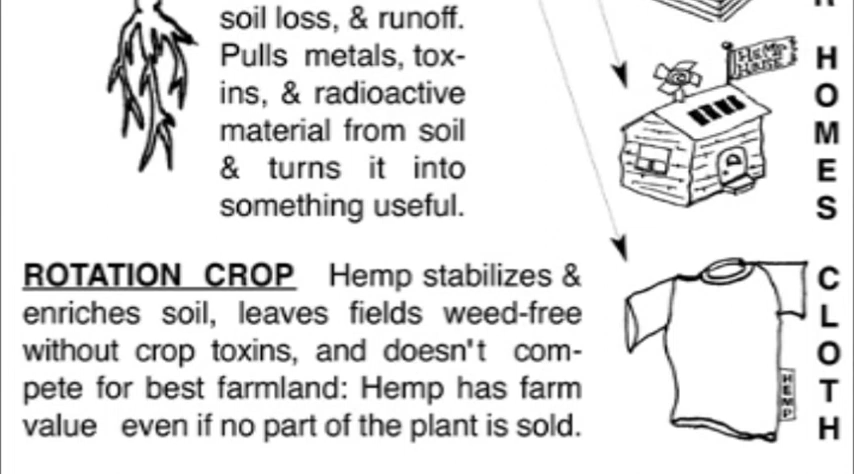 soil loss, & runoff.
Pulls metals, tox-
ins, & radioactive
material from soil
& turns it into
something useful.
ROTATION CROP Hemp stabilizes &
enriches soil, leaves fields weed-free
without crop toxins, and doesn't com-
pete for best farmland: Hemp has farm
value even if no part of the plant is sold.
R
HOMES
HEMP
HOME
CLOTH
HEMP